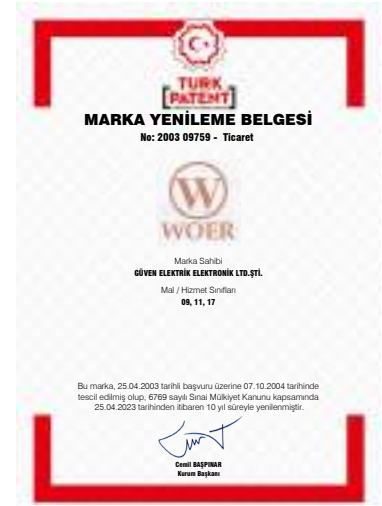 TURK
PATENT
MARKA YENİLEME BELGESİ
No: 2003 09759 - Ticaret
W
WOER
Marka Sahibi
GÜVEN ELEKTRİK ELEKTRONİK LTD.ŞTİ.
Mal / Hizmet Sınıfları
09, 11, 17
Bu marka, 25.04.2003 tarihli başvuru üzerine 07.10.2004 tarihinde
tescil edilmiş olup, 6769 sayılı Sınai Mülkiyet Kanunu kapsamında
25.04.2023 tarihinden itibaren 10 yıl süreyle yenilenmiştir.
Cemil BAŞPINAR
Kurum Başkanı